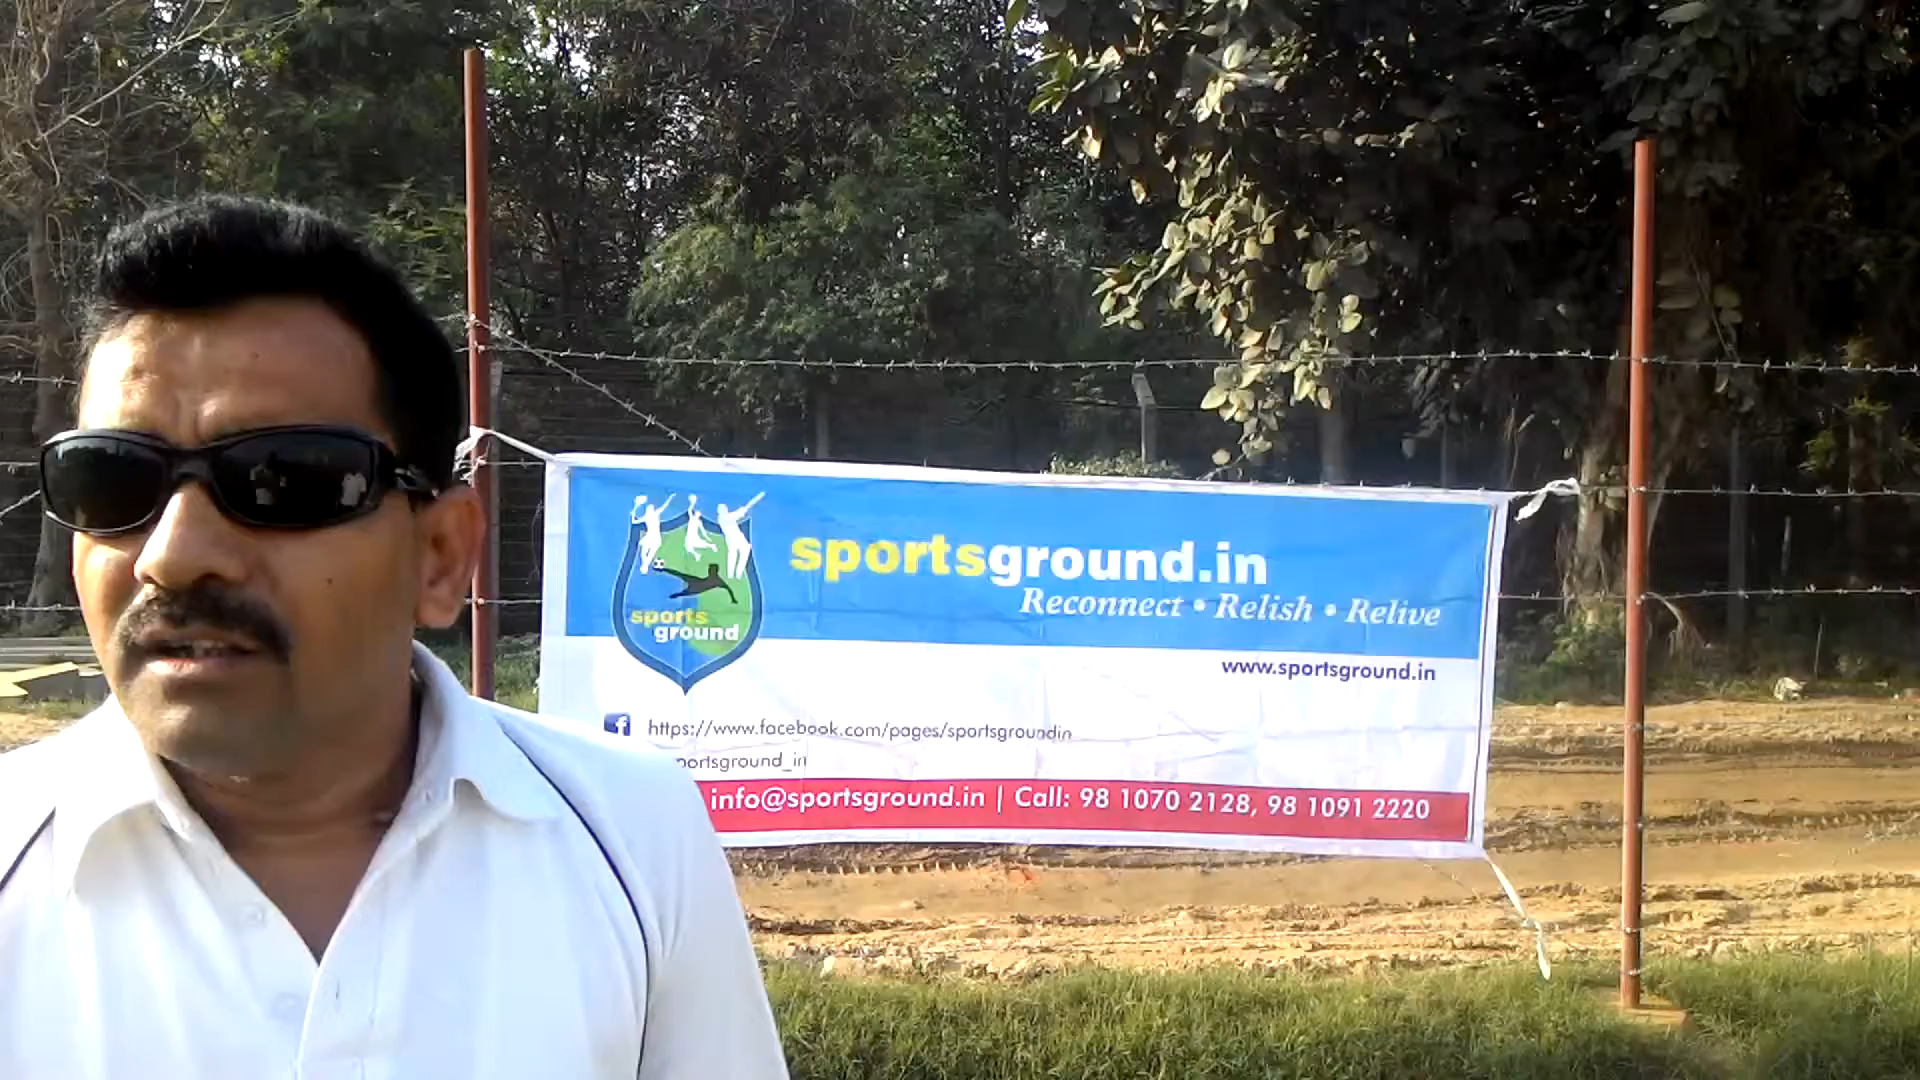 sportsground.in
Reconnect • Relish • Relive
sports
ground
www.sportsground.in
https://www.facebook.com/pages/sportsgroundin
portsground_in
info@sportsground.in | Call: 98 1070 2128, 98 1091 2220